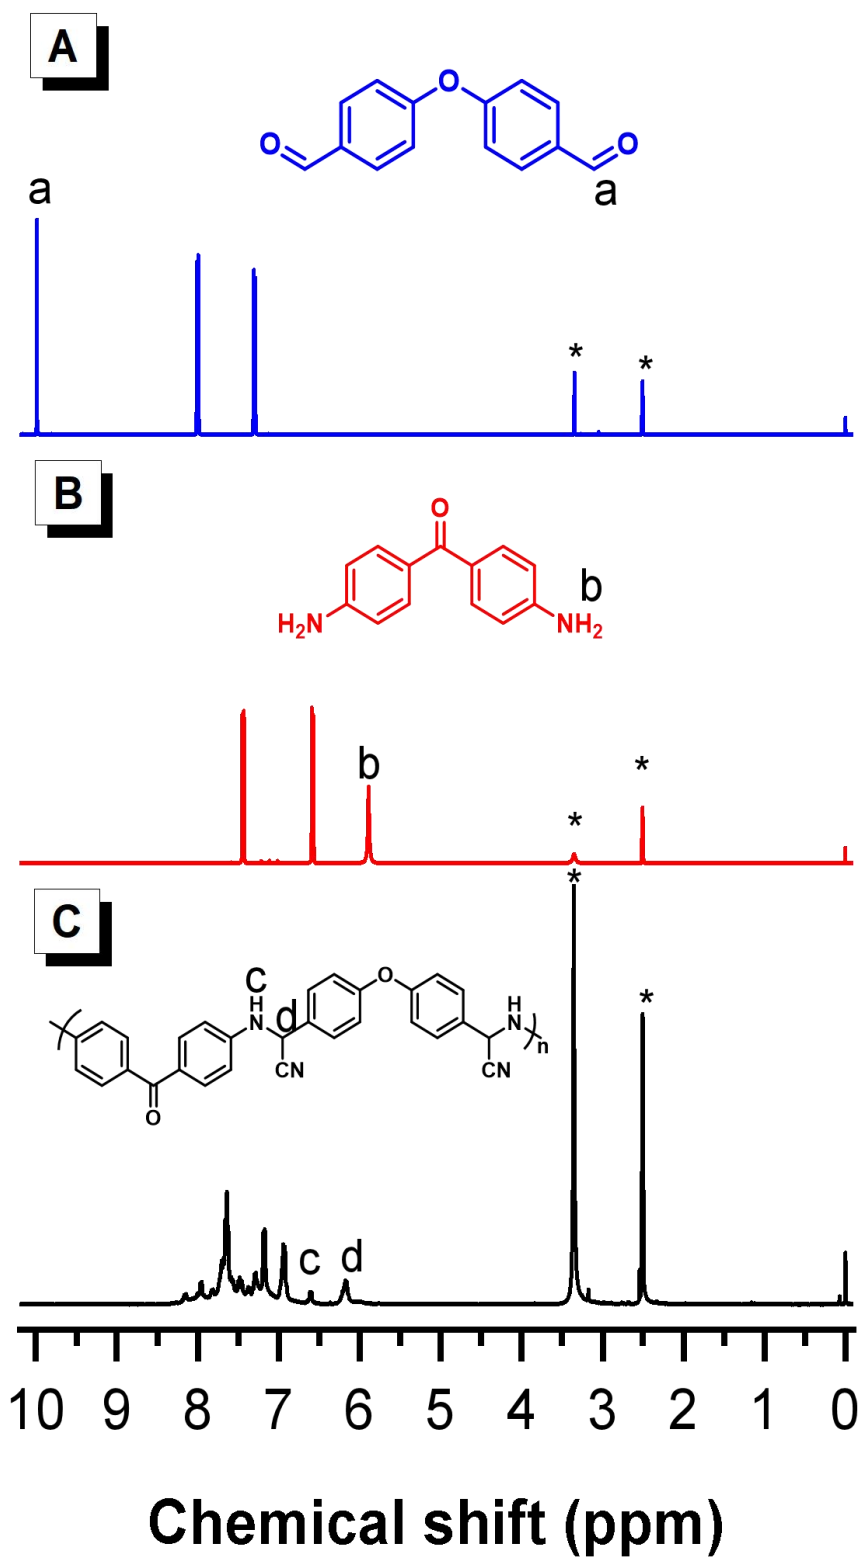 A
O
O
O
a
a
*
*
B
O
b
H₂N
NH₂
b
*
*
C
*
*
c
H
N
d
CN
O
H
N
n
CN
O
c
d
10 9 8 7 6 5 4 3 2 1 0
Chemical shift (ppm)